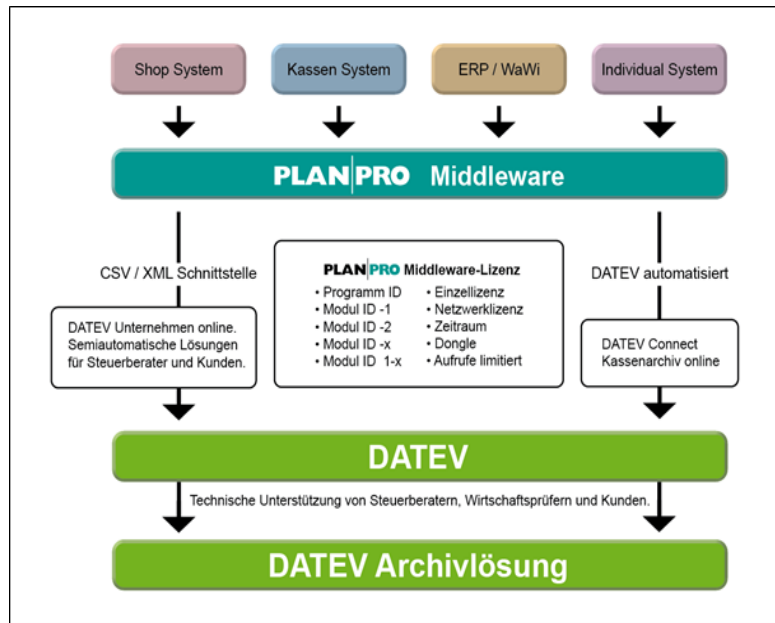 Shop System
Kassen System
ERP / WaWi
Individual System
PLAN|PRO Middleware
CSV / XML Schnittstelle
DATEV automatisiert
PLAN|PRO Middleware-Lizenz
• Programm ID
• Modul ID -1
• Modul ID -2
• Modul ID -x
• Modul ID 1-x
• Einzellizenz
• Netzwerklizenz
• Zeitraum
• Dongle
• Aufrufe limitiert
DATEV Unternehmen online.
Semiautomatische Lösungen
für Steuerberater und Kunden.
DATEV Connect
Kassenarchiv online
DATEV
Technische Unterstützung von Steuerberatern, Wirtschaftsprüfern und Kunden.
DATEV Archivlösung